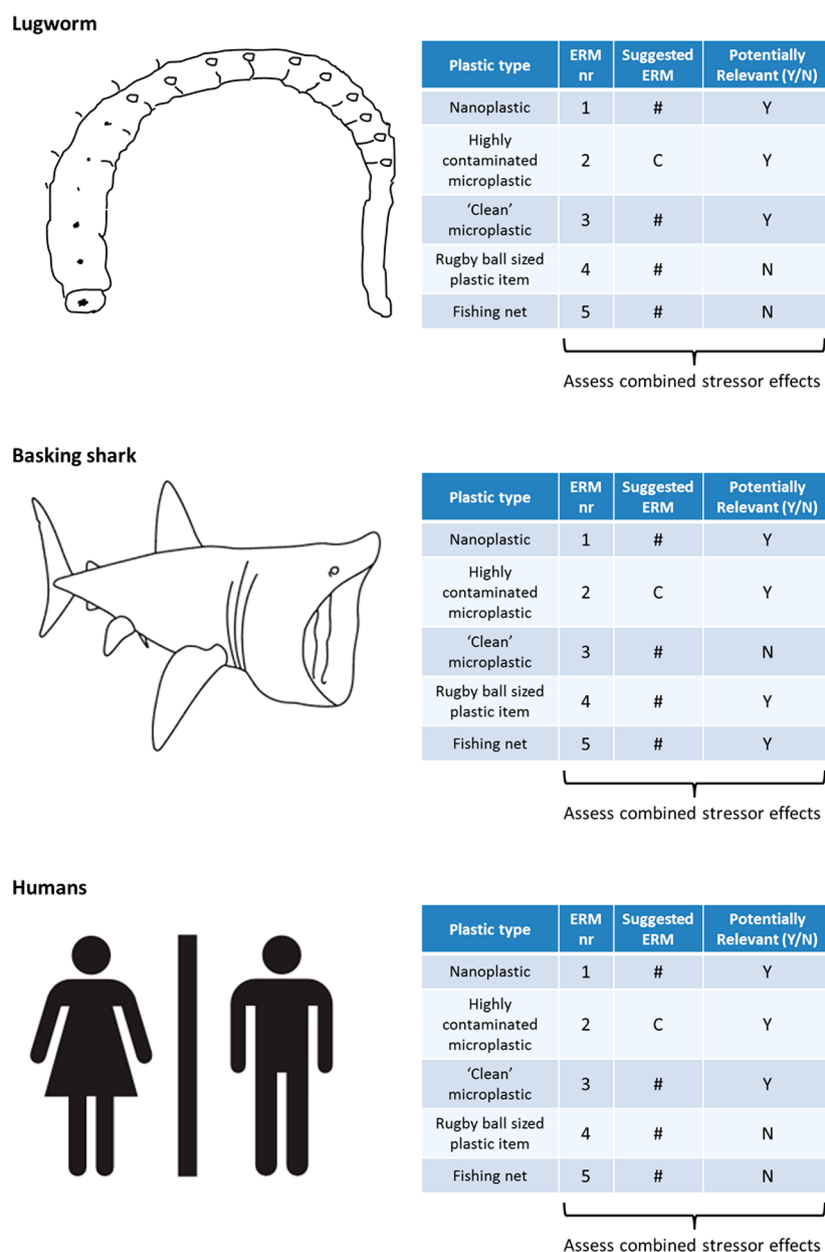 Lugworm
Plastic type
ERM
nr
Suggested
ERM
Potentially
Relevant (Y/N)
Nanoplastic 1 # Y
Highly
contaminated
microplastic
2 C Y
‘Clean’
microplastic
3 # Y
Rugby ball sized
plastic item
4 # N
Fishing net 5 # N
Assess combined stressor effects
Basking shark
Plastic type
ERM
nr
Suggested
ERM
Potentially
Relevant (Y/N)
Nanoplastic 1 # Y
Highly
contaminated
microplastic
2 C Y
‘Clean’
microplastic
3 # N
Rugby ball sized
plastic item
4 # Y
Fishing net 5 # Y
Assess combined stressor effects
Humans
Plastic type
ERM
nr
Suggested
ERM
Potentially
Relevant (Y/N)
Nanoplastic 1 # Y
Highly
contaminated
microplastic
2 C Y
‘Clean’
microplastic
3 # Y
Rugby ball sized
plastic item
4 # N
Fishing net 5 # N
Assess combined stressor effects